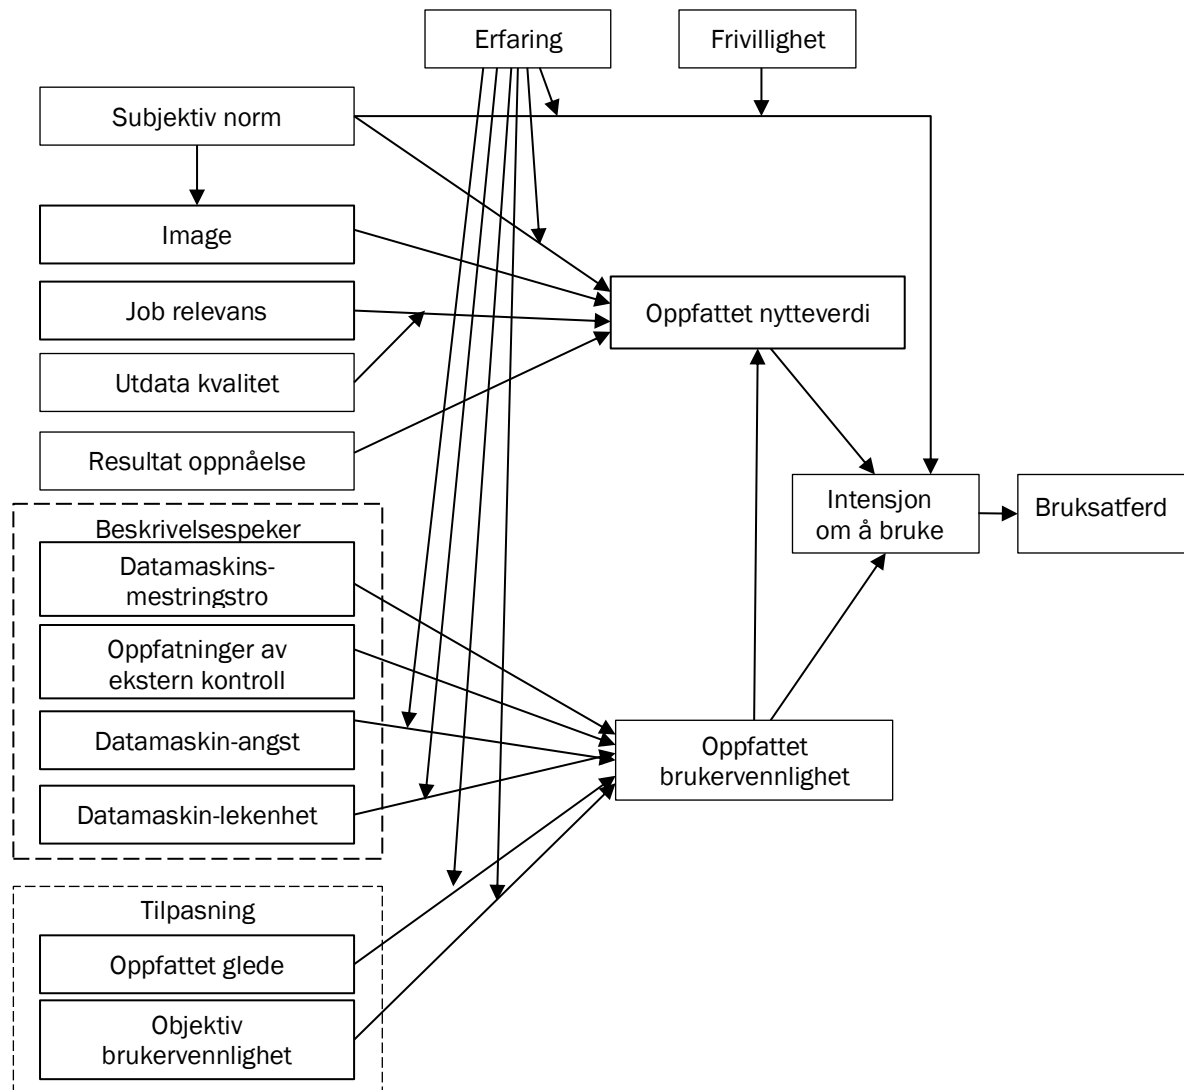 Erfaring
Frivillighet
Subjektiv norm
Image
Job relevans
Oppfattet nytteverdi
Utdata kvalitet
Resultat oppnåelse
Intensjon
om å bruke
Bruksatferd
Beskrivelsespeker
Datamaskins-
mestringstro
Oppfatninger av
ekstern kontroll
Datamaskin-angst
Oppfattet
brukervennlighet
Datamaskin-lekenhet
Tilpasning
Oppfattet glede
Objektiv
brukervennlighet